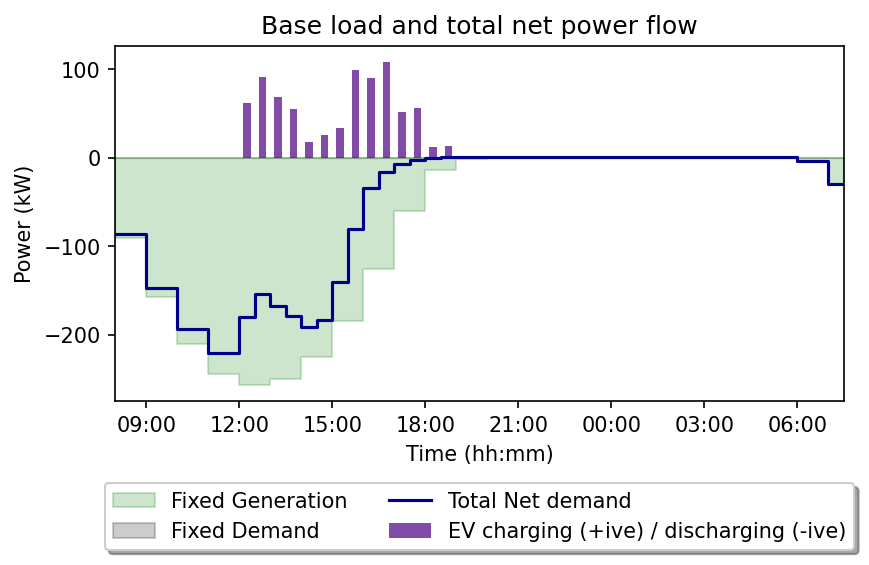 Base load and total net power flow
100
0
−100
−200
Power (kW)
09:00 12:00 15:00 18:00 21:00 00:00 03:00 06:00
Time (hh:mm)
Fixed Generation
Fixed Demand
Total Net demand
EV charging (+ive) / discharging (-ive)